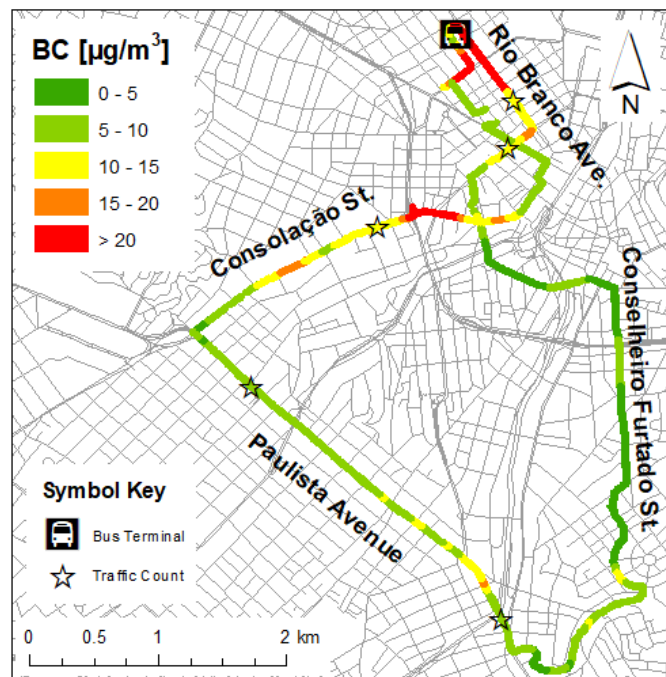 BC [µg/m³]
0 - 5
5 - 10
10 - 15
15 - 20
> 20
Rio Branco Ave.
N
Consolação St.
Conselheiro Furtado St.
Paulista Avenue
Symbol Key
Bus Terminal
Traffic Count
0 0.5 1 2 km